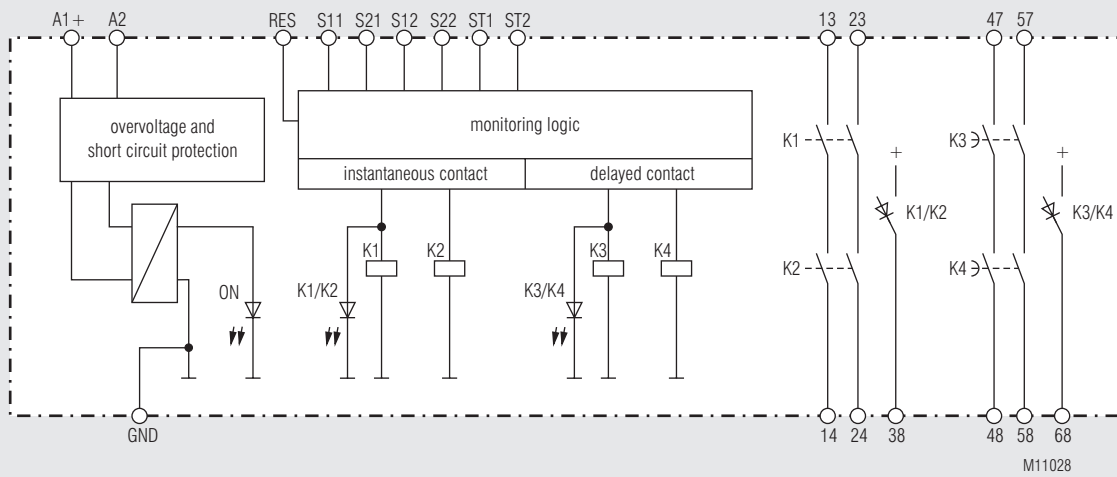 A1+ A2 RES S11 S21 S12 S22 ST1 ST2 13 23 47 57
overvoltage and
short circuit protection
monitoring logic
instantaneous contact delayed contact
K1 K3
+ +
K1/K2 K3/K4
K1 K2 K3 K4
K2 K4
ON K1/K2 K3/K4
GND 14 24 38 48 58 68
M11028